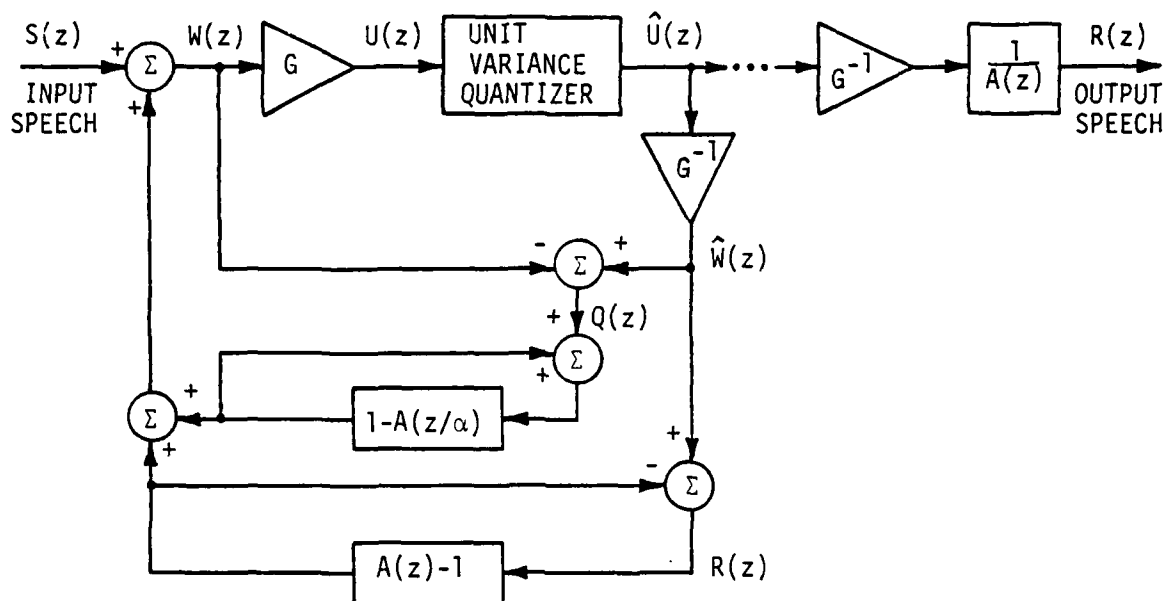 S(z)
+
Σ
W(z)
G
U(z)
UNIT
VARIANCE
QUANTIZER
Û(z)
G⁻¹
1
A(z)
R(z)
INPUT
SPEECH
+
OUTPUT
SPEECH
G⁻¹
-
Σ
+
Ŵ(z)
+
Q(z)
Σ
+
+
Σ
+
1-A(z/α)
+
-
Σ
A(z)-1
R(z)